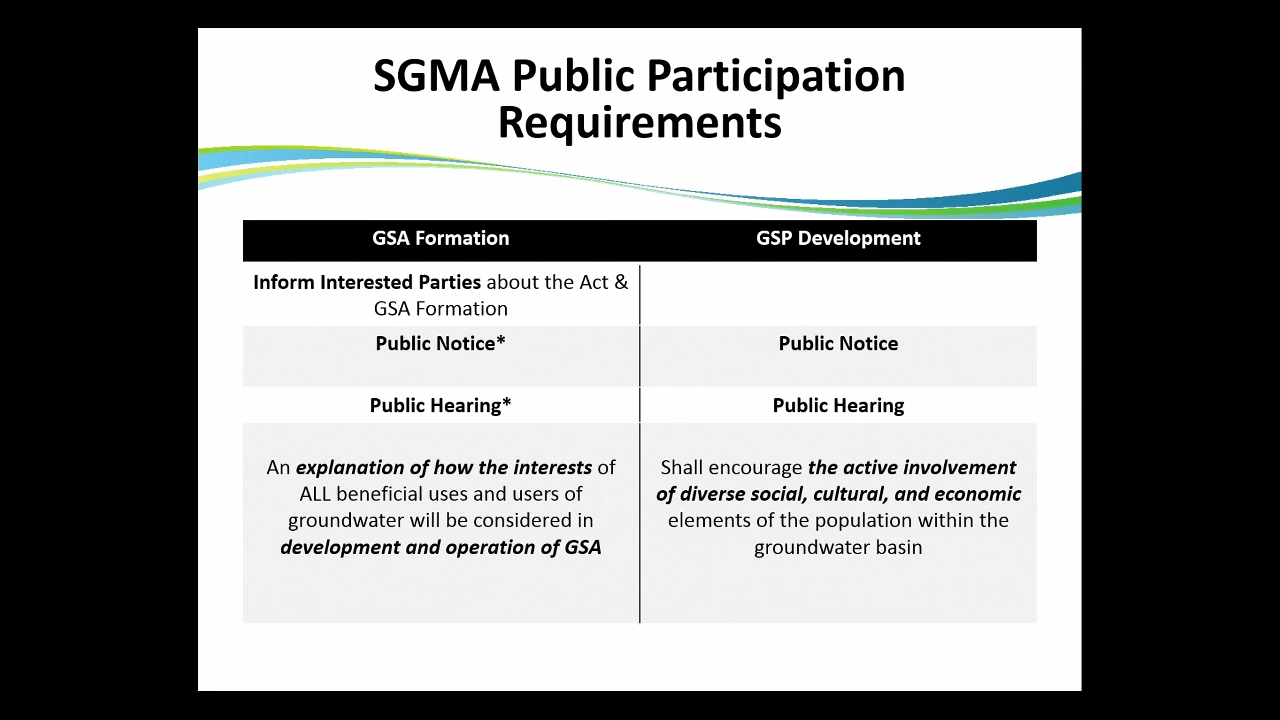 SGMA Public Participation
Requirements
GSA Formation
GSP Development
Inform Interested Parties about the Act &
GSA Formation
Public Notice*
Public Notice
Public Hearing*
Public Hearing
An explanation of how the interests of
ALL beneficial uses and users of
groundwater will be considered in
development and operation of GSA
Shall encourage the active involvement
of diverse social, cultural, and economic
elements of the population within the
groundwater basin